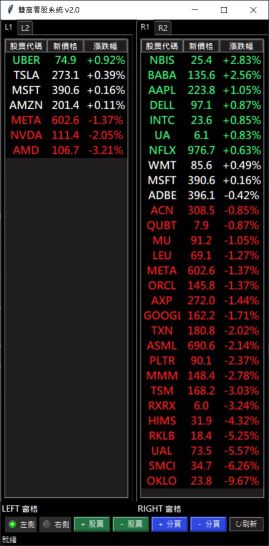 雙窗看股系統 v2.0
L1 L2
股票代碼 新價格 漲跌幅
UBER 74.9 +0.92%
TSLA 273.1 +0.39%
MSFT 390.6 +0.16%
AMZN 201.4 +0.11%
META 602.6 -1.37%
NVDA 111.4 -2.05%
AMD 106.7 -3.21%
LEFT 窗格
R1 R2
股票代碼 新價格 漲跌幅
NBIS 25.4 +2.83%
BABA 135.6 +2.56%
AAPL 223.8 +1.05%
DELL 97.1 +0.87%
INTC 23.6 +0.85%
UA 6.1 +0.83%
NFLX 976.7 +0.63%
WMT 85.6 +0.49%
MSFT 390.6 +0.16%
ADBE 396.1 -0.42%
ACN 308.5 -0.85%
QUBT 7.9 -0.87%
MU 91.2 -1.05%
LEU 69.1 -1.27%
META 602.6 -1.37%
ORCL 145.8 -1.37%
AXP 272.0 -1.44%
GOOGL 162.2 -1.71%
TXN 180.8 -2.02%
ASML 690.6 -2.14%
PLTR 90.1 -2.37%
MMM 148.4 -2.78%
TSM 168.2 -3.03%
RXRX 6.0 -3.24%
HIMS 31.9 -4.32%
RKLB 18.4 -5.25%
UAL 73.5 -5.57%
SMCI 34.7 -6.26%
OKLO 23.8 -9.67%
RIGHT 窗格
左側 右側 + 股票 - 股票 + 分頁 - 分頁 刷新
就緒